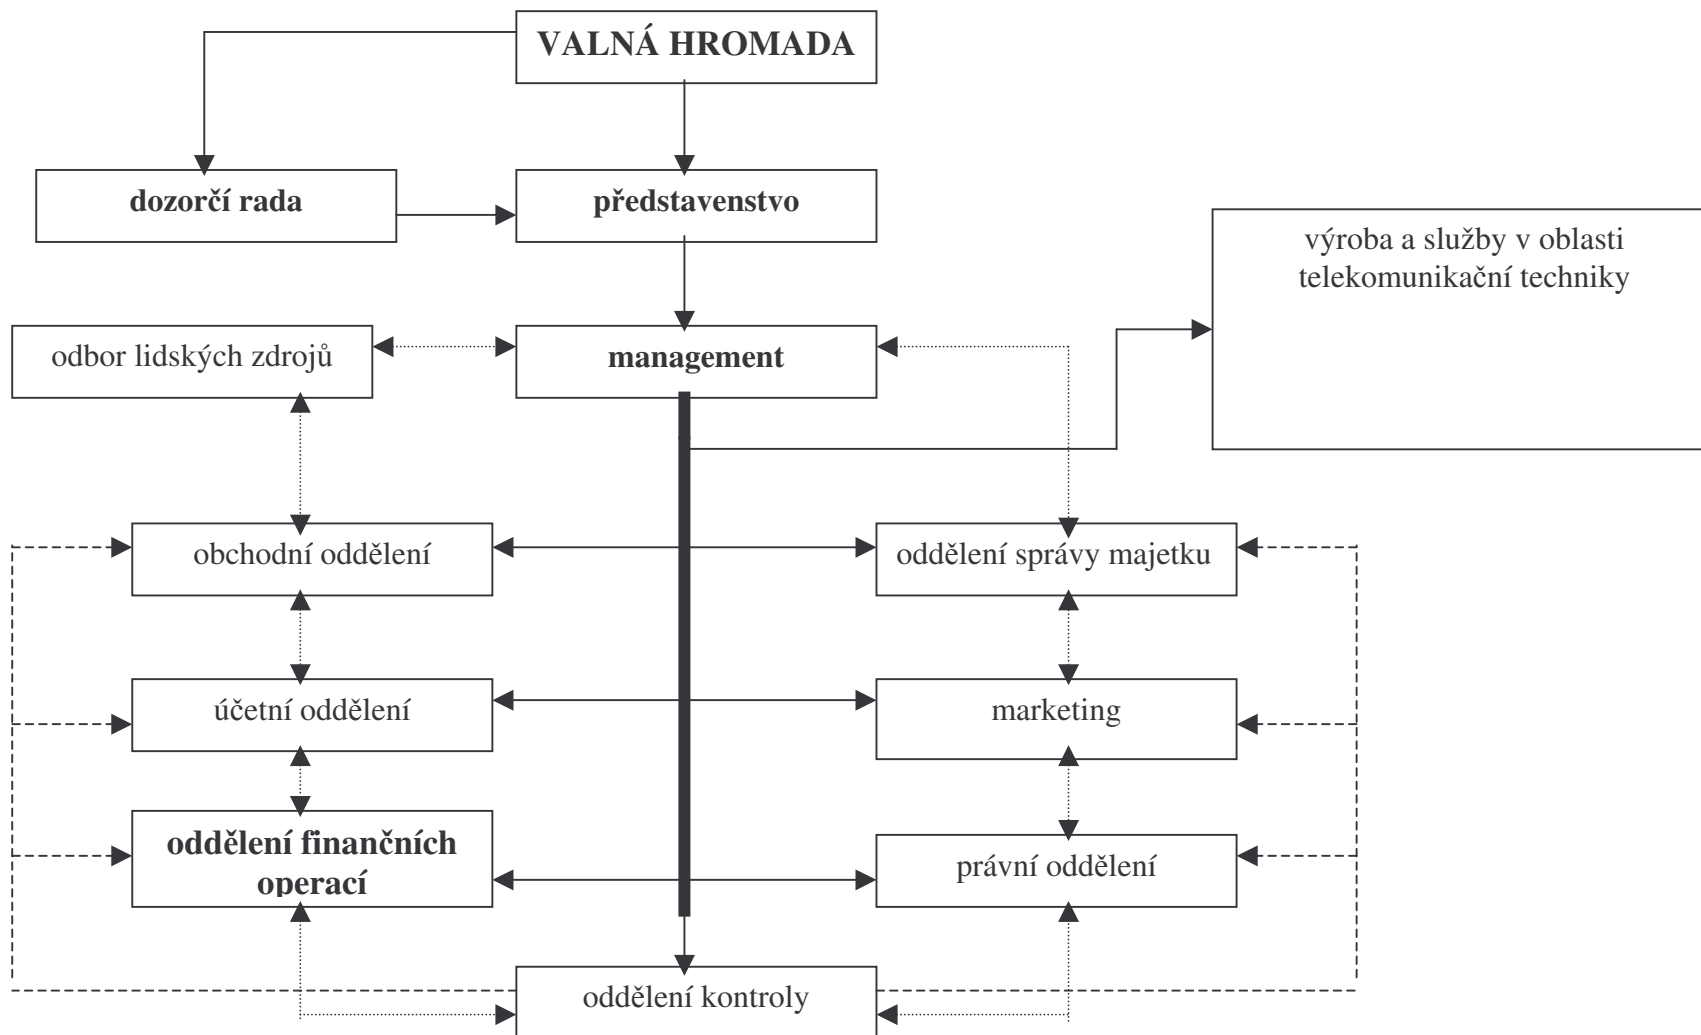 VALNÁ HROMADA
dozorčí rada
představenstvo
výroba a služby v oblasti
telekomunikační techniky
odbor lidských zdrojů
management
obchodní oddělení
oddělení správy majetku
účetní oddělení
marketing
oddělení finančních
operací
právní oddělení
oddělení kontroly